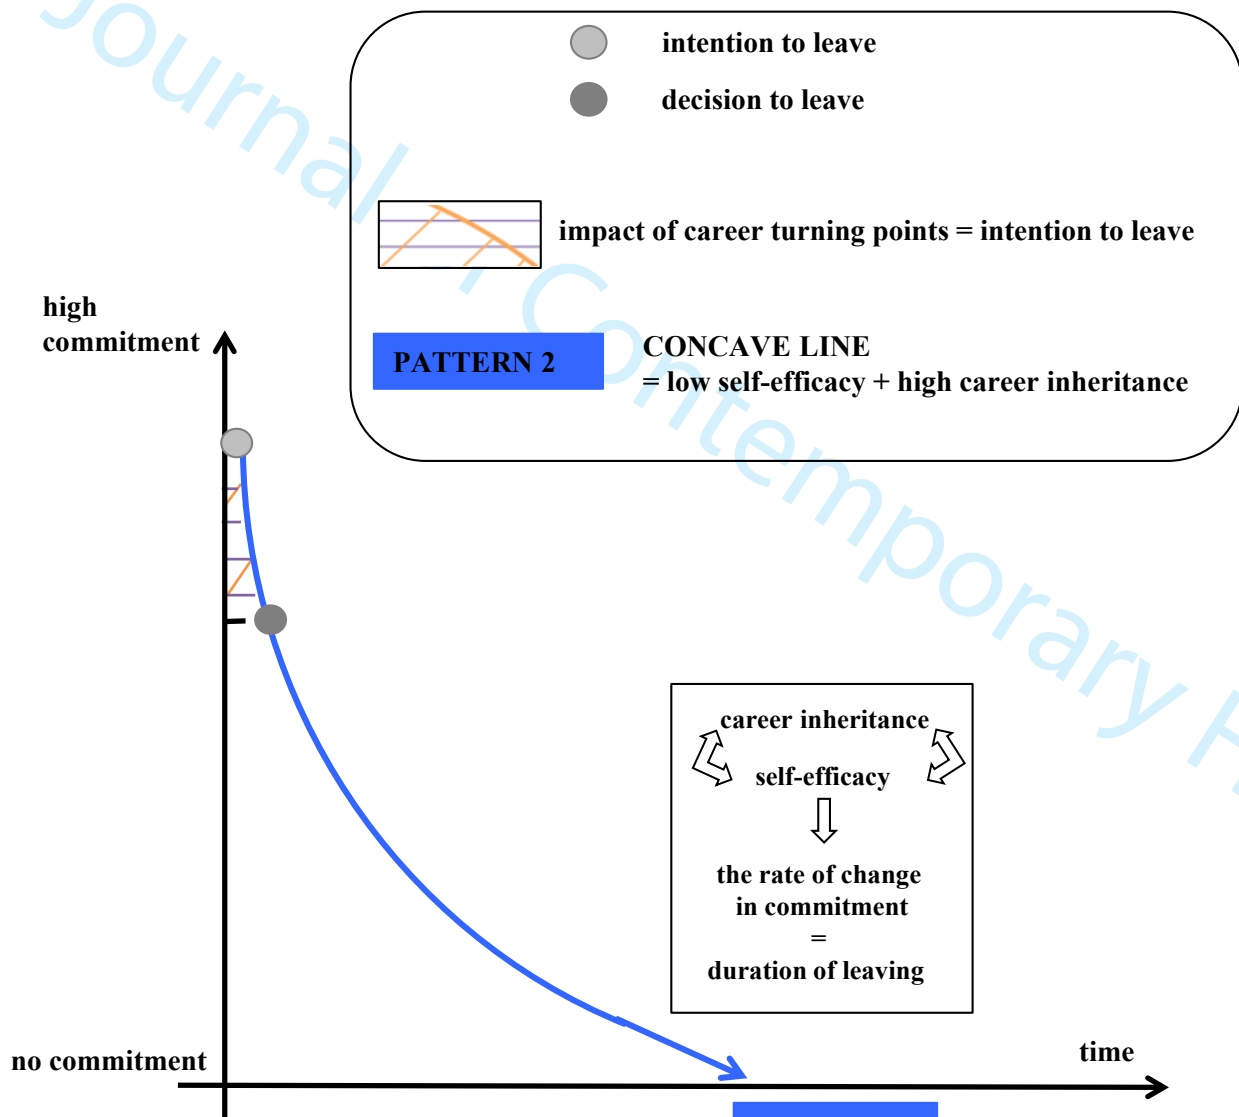 Journal of Contemporary H
intention to leave
decision to leave
impact of career turning points = intention to leave
PATTERN 2
CONCAVE LINE
= low self-efficacy + high career inheritance
high
commitment
career inheritance
self-efficacy
the rate of change
in commitment
=
duration of leaving
no commitment
time